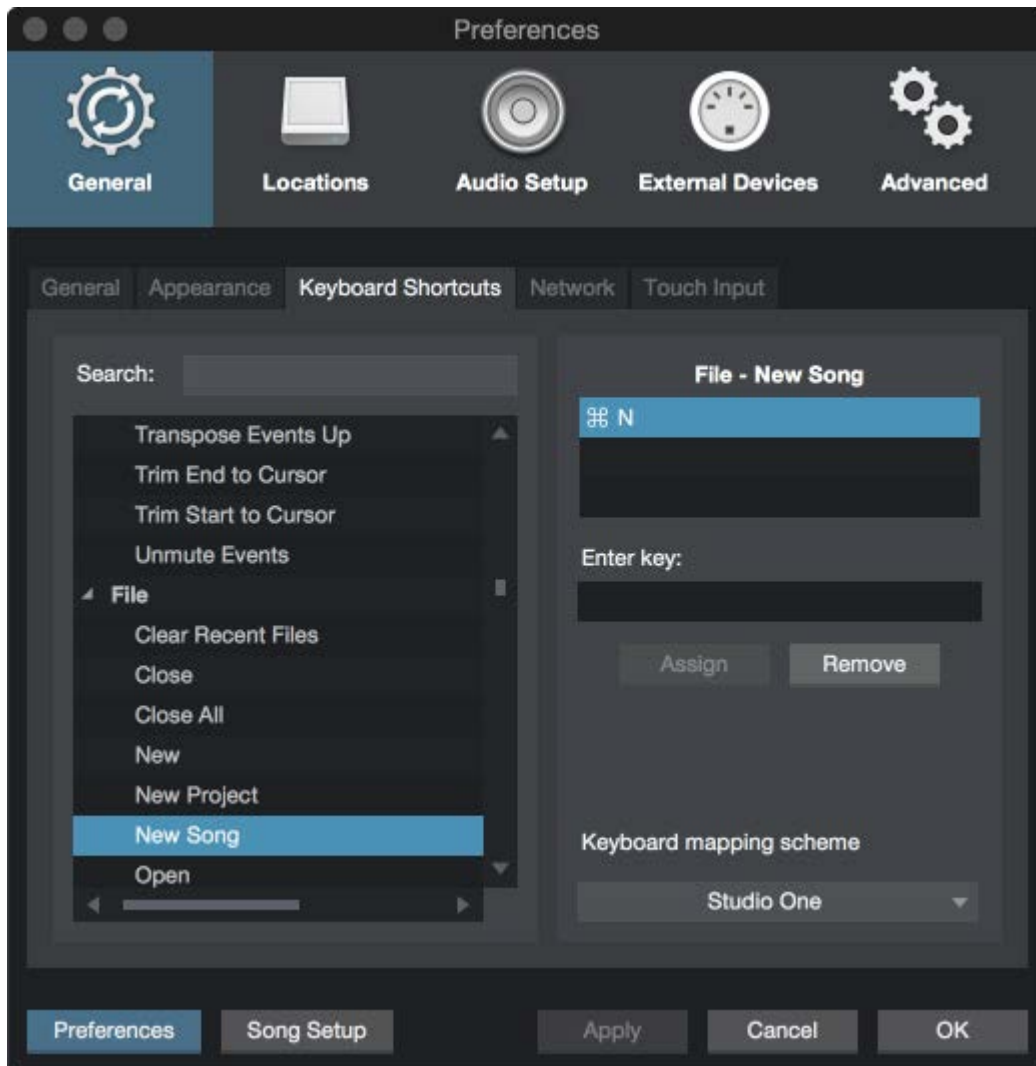 Preferences
General Locations Audio Setup External Devices Advanced
General Appearance Keyboard Shortcuts Network Touch Input
Search:
Transpose Events Up
Trim End to Cursor
Trim Start to Cursor
Unmute Events
File
Clear Recent Files
Close
Close All
New
New Project
New Song
Open
File - New Song
⌘ N
Enter key:
Assign Remove
Keyboard mapping scheme
Studio One
Preferences Song Setup Apply Cancel OK